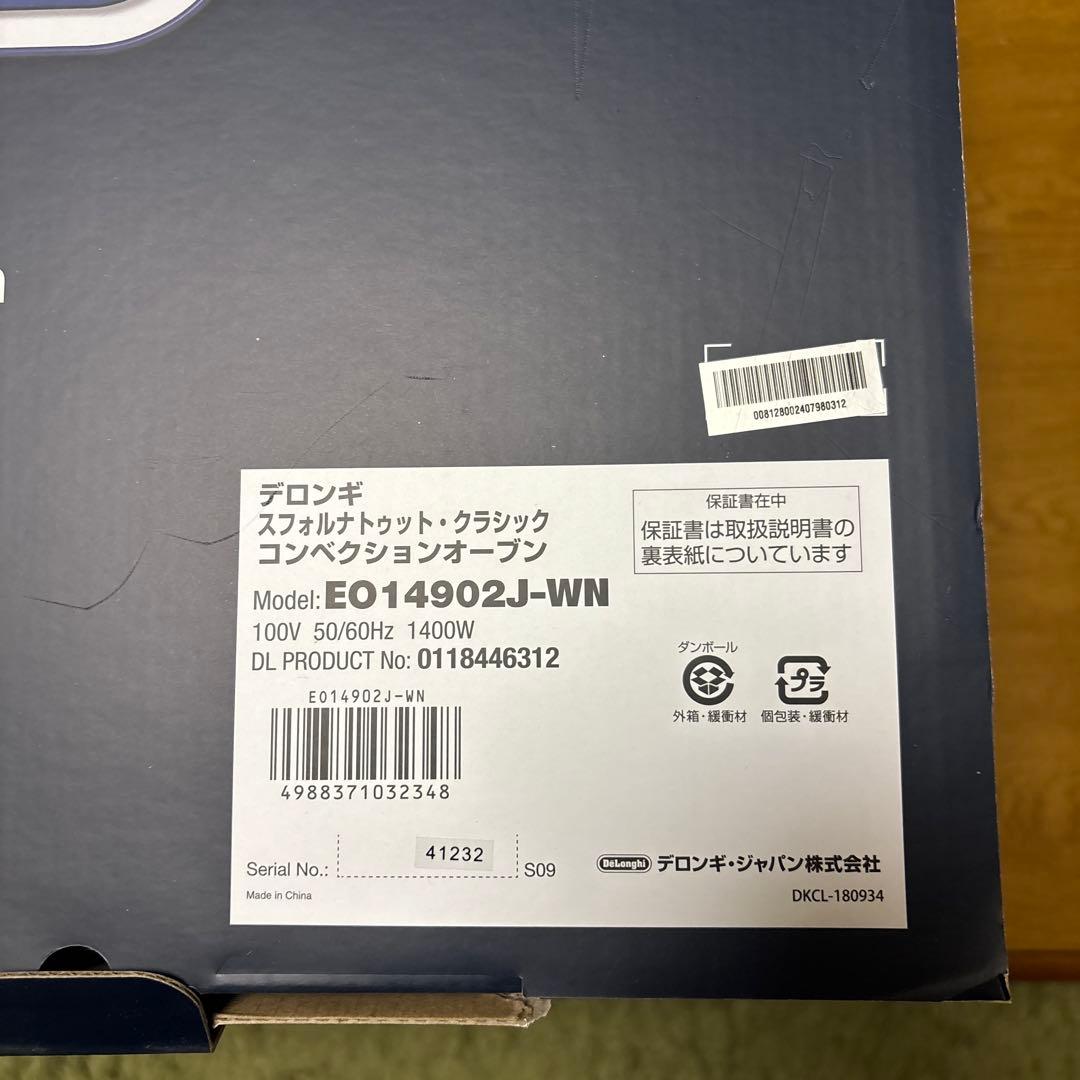 008128002407980312
デロンギ
スフォルナトゥット・クラシック
コンベクションオーブン
Model: EO14902J-WN
100V 50/60Hz 1400W
DL PRODUCT No: 0118446312
保証書在中
保証書は取扱説明書の
裏表紙についています
ダンボール
外箱・緩衝材
プラ
個包装・緩衝材
EO14902J-WN
4988371032348
Serial No.: 41232 S09
Made in China
DeLonghi デロンギ・ジャパン株式会社
DKCL-180934